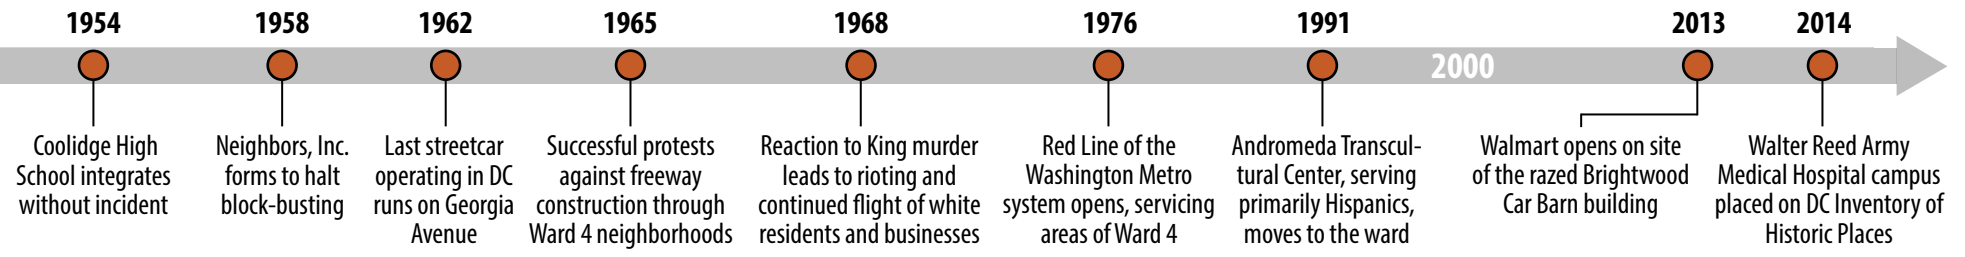 1954
1958
1962
1965
1968
1976
1991
2000
2013
2014
Coolidge High
School integrates
without incident
Neighbors, Inc.
forms to halt
block-busting
Last streetcar
operating in DC
runs on Georgia
Avenue
Successful protests
against freeway
construction through
Ward 4 neighborhoods
Reaction to King murder
leads to rioting and
continued flight of white
residents and businesses
Red Line of the
Washington Metro
system opens, servicing
areas of Ward 4
Andromeda Transcul-
tural Center, serving
primarily Hispanics,
moves to the ward
Walmart opens on site
of the razed Brightwood
Car Barn building
Walter Reed Army
Medical Hospital campus
placed on DC Inventory of
Historic Places